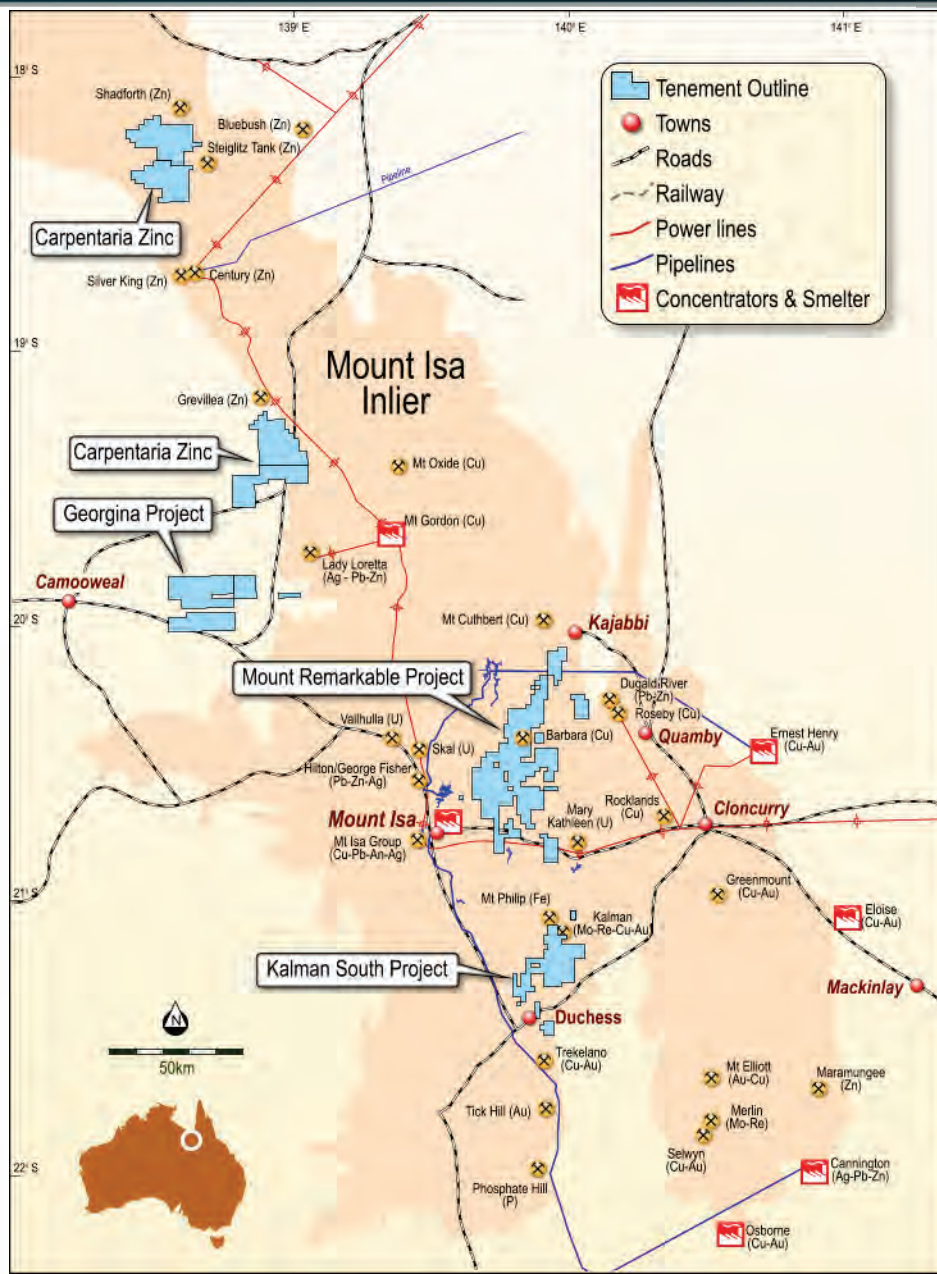 139° E
140° E
141° E
18° S
Shadforth (Zn)
Bluebush (Zn)
Steiglitz Tank (Zn)
Pipeline
Carpentaria Zinc
Silver King (Zn)
Century (Zn)
Tenement Outline
Towns
Roads
Railway
Power lines
Pipelines
Concentrators & Smelter
19° S
Mount Isa
Inlier
Grevillea (Zn)
Carpentaria Zinc
Mt Oxide (Cu)
Georgina Project
Mt Gordon (Cu)
Lady Loretta
(Ag - Pb-Zn)
Camooweal
20° S
Mt Cuthbert (Cu)
Kajabbi
Mount Remarkable Project
Dugald River
(Pb-Zn)
Roseby (Cu)
Valhulla (U)
Skal (U)
Barbara (Cu)
Quamby
Ernest Henry
(Cu-Au)
Hilton/George Fisher
(Pb-Zn-Ag)
Mary
Kathleen (U)
Rocklands
(Cu)
Mount Isa
Cloncurry
Mt Isa Group
(Cu-Pb-An-Ag)
21° S
Greenmount
(Cu-Au)
Mt Philip (Fe)
Kalman
(Mo-Re-Cu-Au)
Eloise
(Cu-Au)
Kalman South Project
Mackinlay
N
Duchess
50km
Trekelano
(Cu-Au)
Mt Elliott
(Au-Cu)
Maramungee
(Zn)
Tick Hill (Au)
Merlin
(Mo-Re)
Selwyn
(Cu-Au)
22° S
Phosphate Hill
(P)
Cannington
(Ag-Pb-Zn)
Osborne
(Cu-Au)